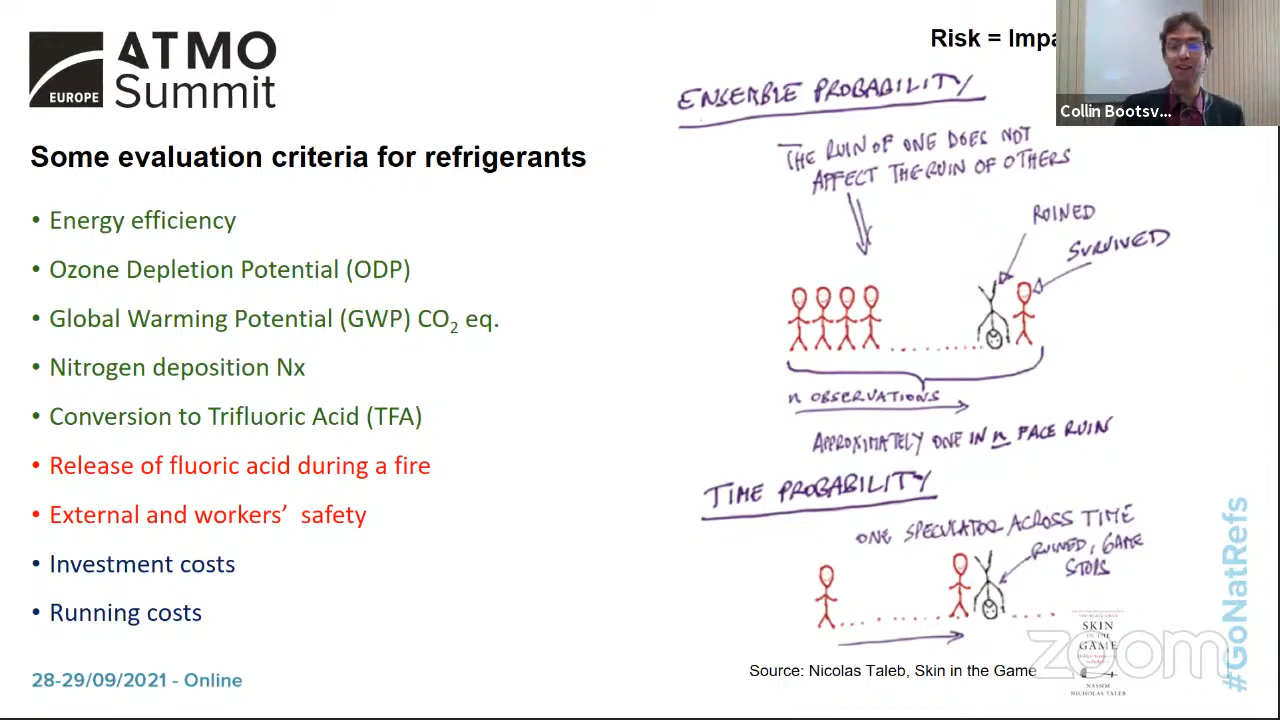 ATMO
EUROPE
Summit
Risk = Impa
Collin Bootsv...
Some evaluation criteria for refrigerants
• Energy efficiency
• Ozone Depletion Potential (ODP)
• Global Warming Potential (GWP) CO2 eq.
• Nitrogen deposition Nx
• Conversion to Trifluoric Acid (TFA)
• Release of fluoric acid during a fire
• External and workers’ safety
• Investment costs
• Running costs
28-29/09/2021 - Online
ENSEMBLE PROBABILITY
THE RUIN OF ONE DOES NOT
AFFECT THE RUIN OF OTHERS
RUINED
SURVIVED
n OBSERVATIONS
APPROXIMATELY ONE IN n FACE RUIN
TIME PROBABILITY
ONE SPECULATOR ACROSS TIME
RUINED, GAME
STOPS
SKIN
IN THE
GAME
NASSIM
NICHOLAS TALEB
Source: Nicolas Taleb, Skin in the Game
zoom
#GoNatRefs